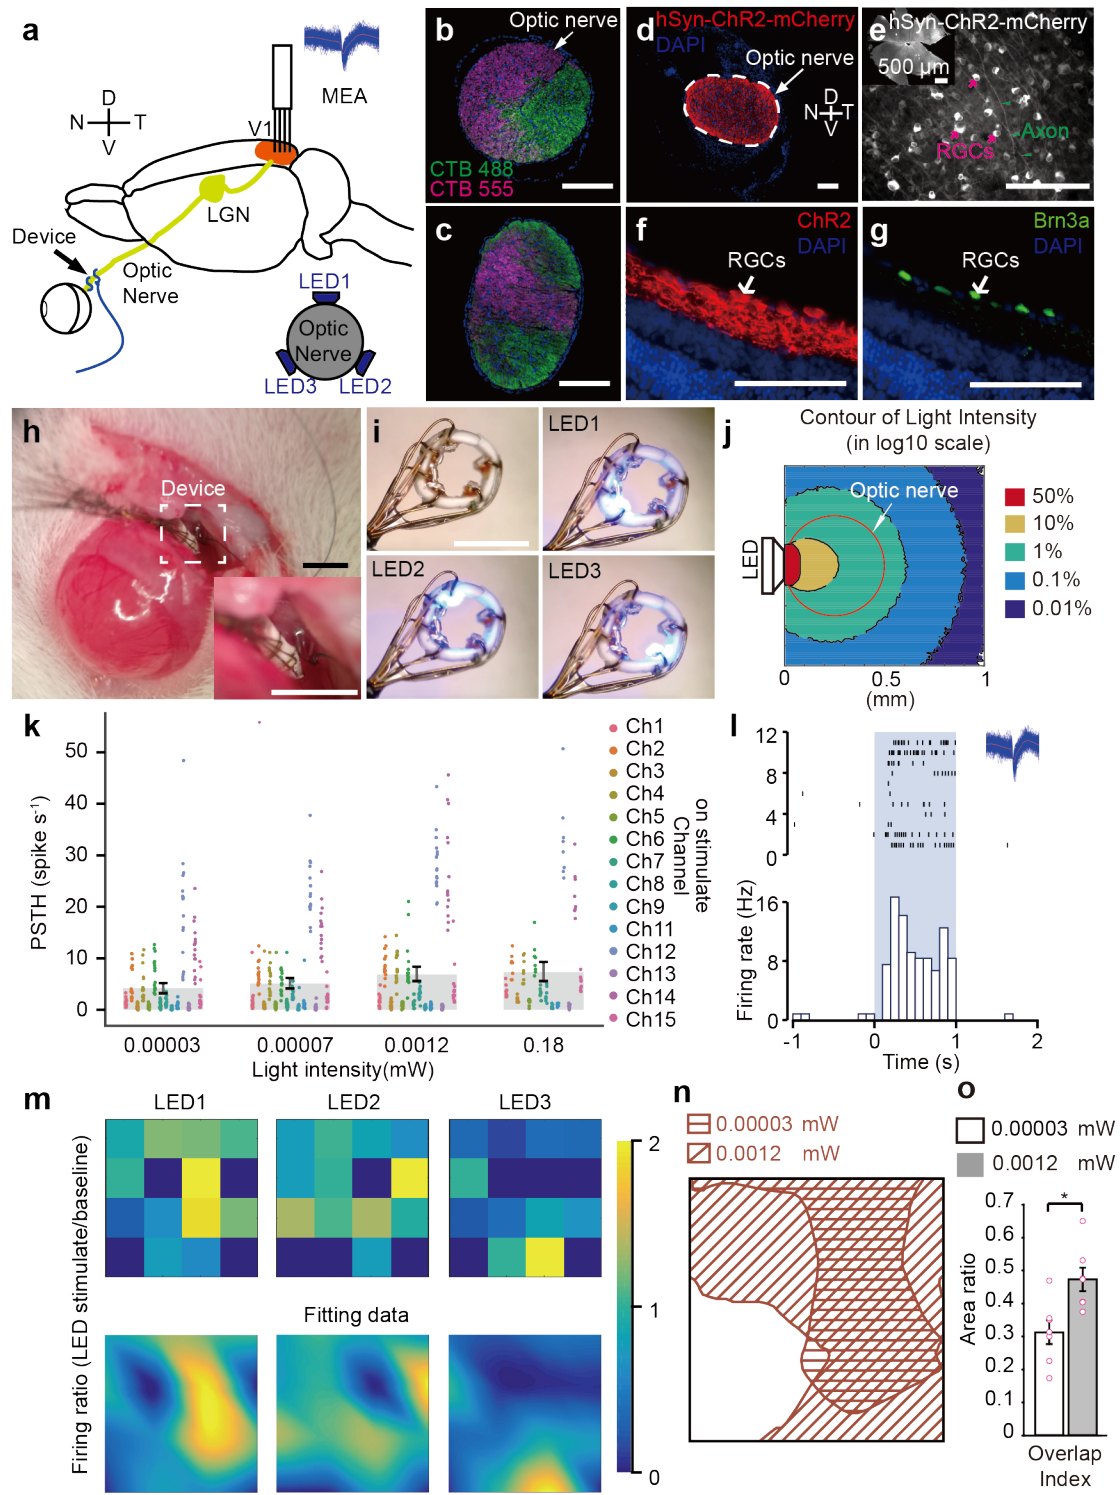 a
MEA
D
N
T
V
V1
LGN
Device
Optic
Nerve
LED1
Optic
Nerve
LED3
LED2
b
Optic nerve
CTB 488
CTB 555
c
d
hSyn-ChR2-mCherry
DAPI
Optic nerve
D
N
T
V
e
hSyn-ChR2-mCherry
500 μm
Axon
RGCs
f
ChR2
DAPI
RGCs
g
Brn3a
DAPI
RGCs
h
Device
i
LED1
LED2
LED3
j
Contour of Light Intensity
(in log10 scale)
Optic nerve
LED
50%
10%
1%
0.1%
0.01%
0
0.5
1
(mm)
k
PSTH (spike s-1)
50
40
30
20
10
0
0.00003
0.00007
0.0012
0.18
Light intensity(mW)
Ch1
Ch2
Ch3
Ch4
Ch5
Ch6
Ch7
Ch8
Ch9
Ch11
Ch12
Ch13
Ch14
Ch15
on stimulate
Channel
l
12
8
4
0
Firing rate (Hz)
16
8
0
-1
0
1
2
Time (s)
m
LED1
LED2
LED3
Firing ratio (LED stimulate/baseline)
Fitting data
2
1
0
n
0.00003 mW
0.0012 mW
o
0.00003 mW
0.0012 mW
Area ratio
0.7
0.6
0.5
0.4
0.3
0.2
0.1
0
*
Overlap
Index